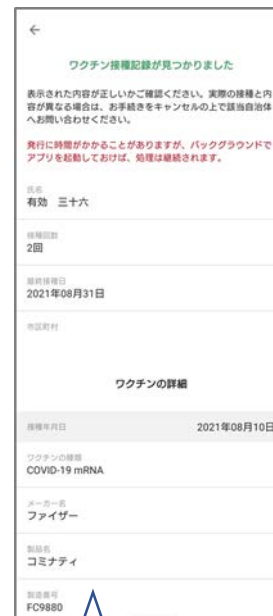 ワクチン接種記録が見つかりました
表示された内容が正しいかご確認ください。実際の接種と内
容が異なる場合は、お手続きをキャンセルの上で該当自治体
へお問い合わせください。
発行に時間がかかることがありますが、バックグラウンドで
アプリを起動しておけば、処理は継続されます。
氏名
有効　三十六
接種回数
2回
最終接種日
2021年08月31日
市区町村
ワクチンの詳細
接種年月日 2021年08月10日
ワクチンの種類
COVID-19 mRNA
メーカー名
ファイザー
製品名
コミナティ
製造番号
FC9880